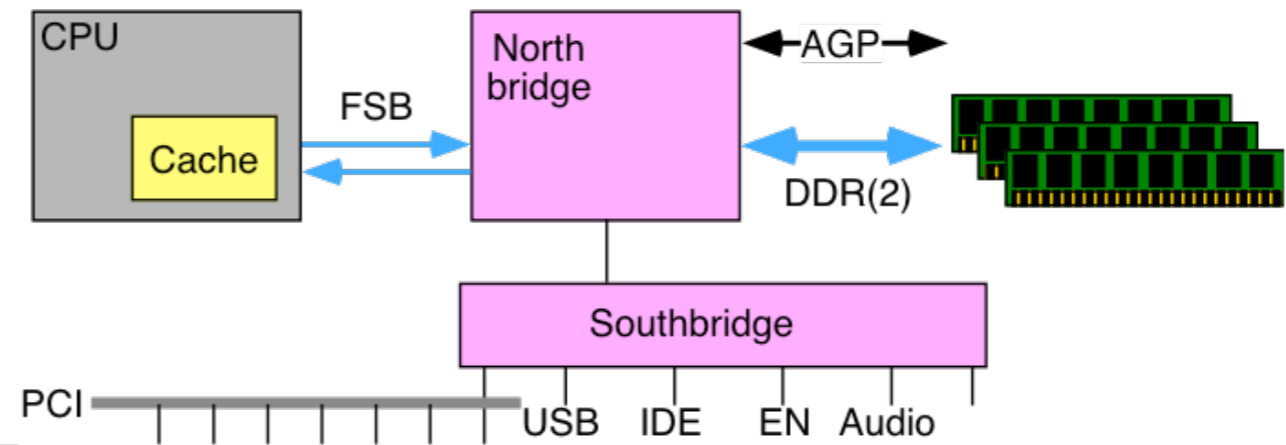 CPU
Cache
FSB
North
bridge
AGP
DDR(2)
Southbridge
PCI
USB IDE EN Audio